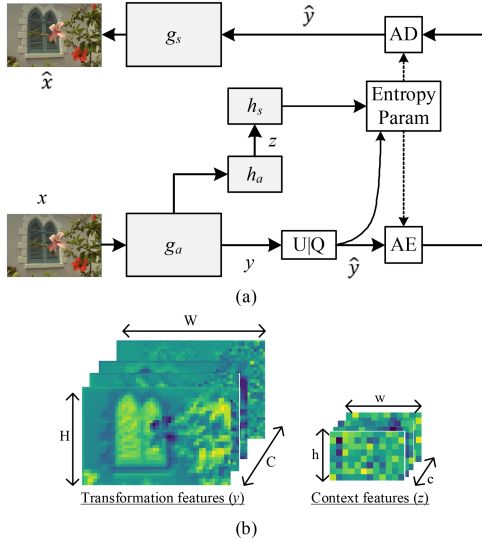 ŷ
g_s
AD
x̂
h_s
Entropy
Param
z
x
h_a
g_a
U|Q
AE
y
ŷ
(a)
W
w
H
h
C
c
Transformation features (y)
Context features (z)
(b)